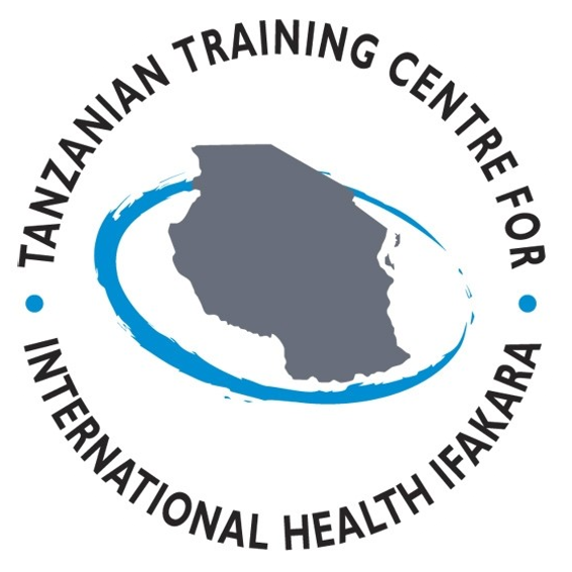 TANZANIAN TRAINING CENTRE FOR
INTERNATIONAL HEALTH IFAKARA